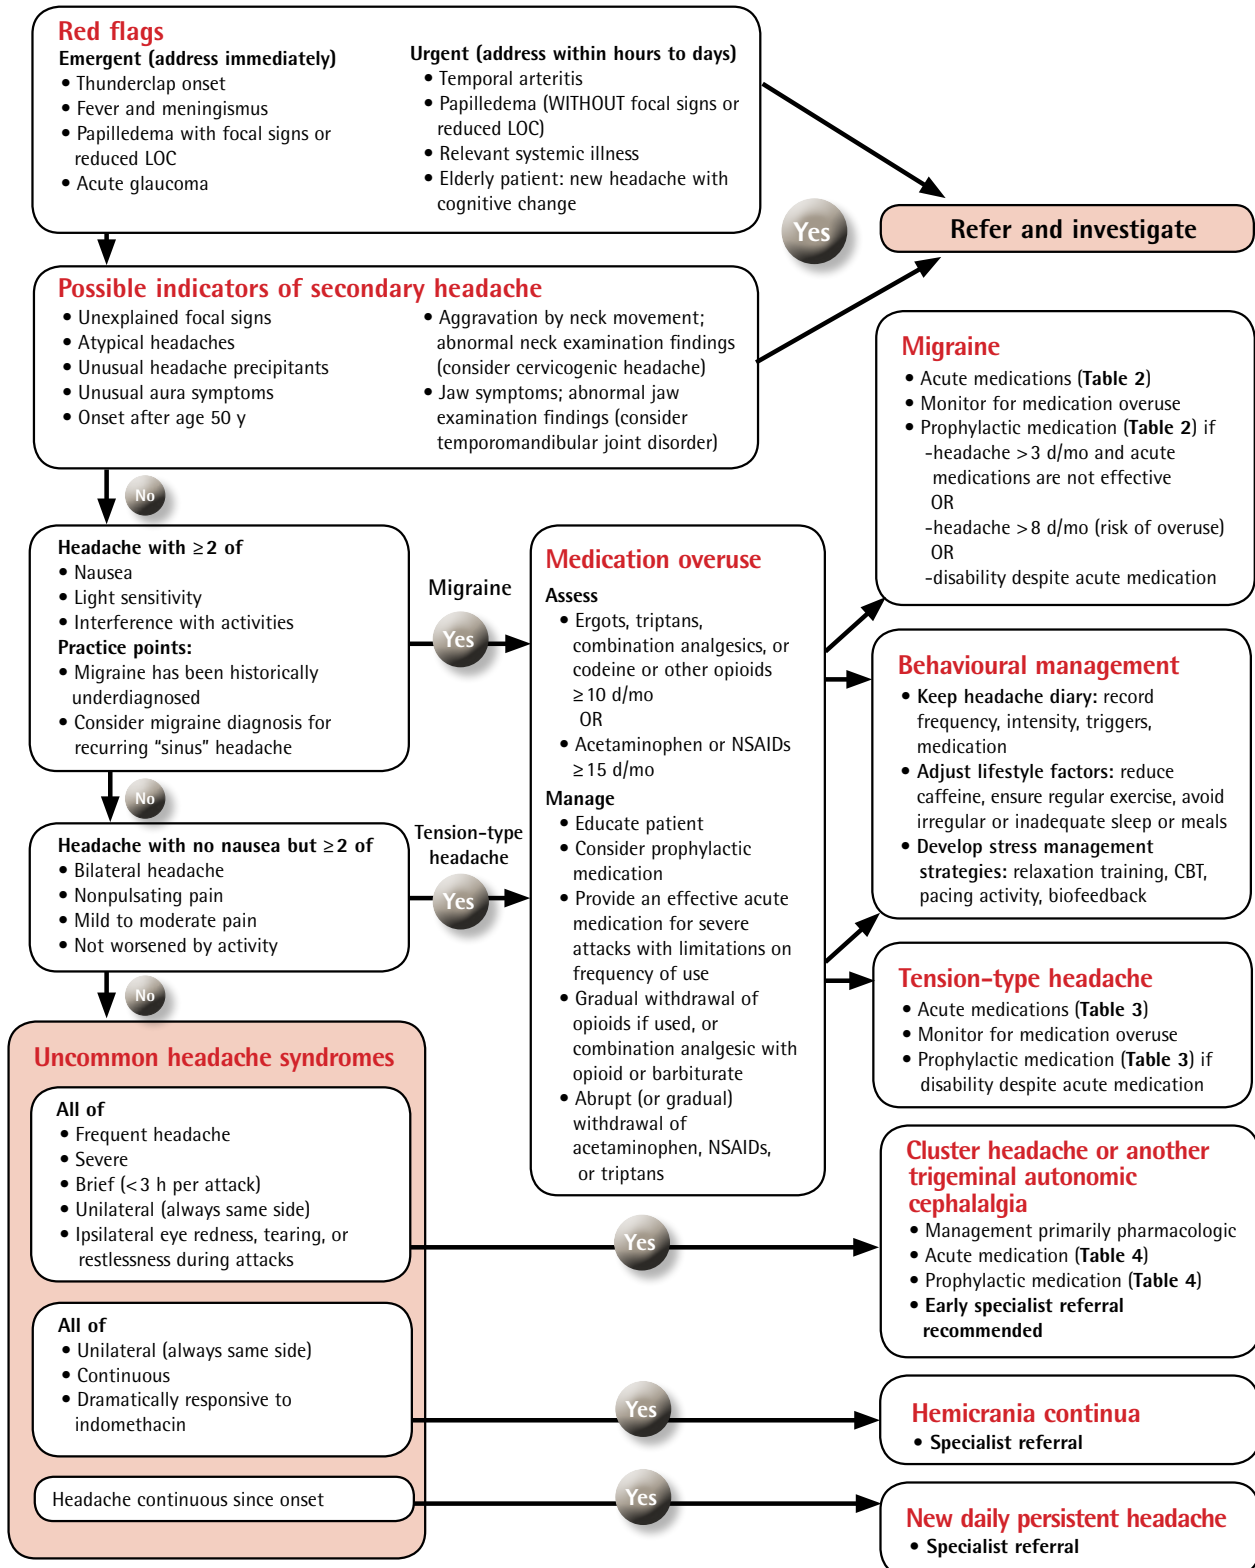 Red flags
Emergent (address immediately)
• Thunderclap onset
• Fever and meningismus
• Papilledema with focal signs or
reduced LOC
• Acute glaucoma
Urgent (address within hours to days)
• Temporal arteritis
• Papilledema (WITHOUT focal signs or
reduced LOC)
• Relevant systemic illness
• Elderly patient: new headache with
cognitive change
Yes
Refer and investigate
Possible indicators of secondary headache
• Unexplained focal signs
• Atypical headaches
• Unusual headache precipitants
• Unusual aura symptoms
• Onset after age 50 y
• Aggravation by neck movement;
abnormal neck examination findings
(consider cervicogenic headache)
• Jaw symptoms; abnormal jaw
examination findings (consider
temporomandibular joint disorder)
No
Headache with ≥2 of
• Nausea
• Light sensitivity
• Interference with activities
Practice points:
• Migraine has been historically
underdiagnosed
• Consider migraine diagnosis for
recurring “sinus” headache
Migraine
Yes
No
Headache with no nausea but ≥2 of
• Bilateral headache
• Nonpulsating pain
• Mild to moderate pain
• Not worsened by activity
Tension-type
headache
Yes
No
Medication overuse
Assess
• Ergots, triptans,
combination analgesics, or
codeine or other opioids
≥10 d/mo
OR
• Acetaminophen or NSAIDs
≥15 d/mo
Manage
• Educate patient
• Consider prophylactic
medication
• Provide an effective acute
medication for severe
attacks with limitations on
frequency of use
• Gradual withdrawal of
opioids if used, or
combination analgesic with
opioid or barbiturate
• Abrupt (or gradual)
withdrawal of
acetaminophen, NSAIDs,
or triptans
Migraine
• Acute medications (Table 2)
• Monitor for medication overuse
• Prophylactic medication (Table 2) if
-headache >3 d/mo and acute
medications are not effective
OR
-headache >8 d/mo (risk of overuse)
OR
-disability despite acute medication
Behavioural management
• Keep headache diary: record
frequency, intensity, triggers,
medication
• Adjust lifestyle factors: reduce
caffeine, ensure regular exercise, avoid
irregular or inadequate sleep or meals
• Develop stress management
strategies: relaxation training, CBT,
pacing activity, biofeedback
Tension-type headache
• Acute medications (Table 3)
• Monitor for medication overuse
• Prophylactic medication (Table 3) if
disability despite acute medication
Uncommon headache syndromes
All of
• Frequent headache
• Severe
• Brief (<3 h per attack)
• Unilateral (always same side)
• Ipsilateral eye redness, tearing, or
restlessness during attacks
Yes
Cluster headache or another
trigeminal autonomic
cephalalgia
• Management primarily pharmacologic
• Acute medication (Table 4)
• Prophylactic medication (Table 4)
• Early specialist referral
recommended
All of
• Unilateral (always same side)
• Continuous
• Dramatically responsive to
indomethacin
Yes
Hemicrania continua
• Specialist referral
Headache continuous since onset
Yes
New daily persistent headache
• Specialist referral